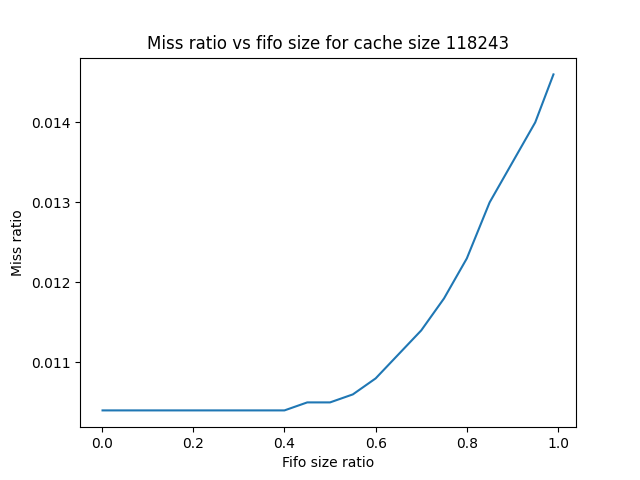 Miss ratio vs fifo size for cache size 118243
0.014
0.013
0.012
0.011
Miss ratio
0.0 0.2 0.4 0.6 0.8 1.0
Fifo size ratio